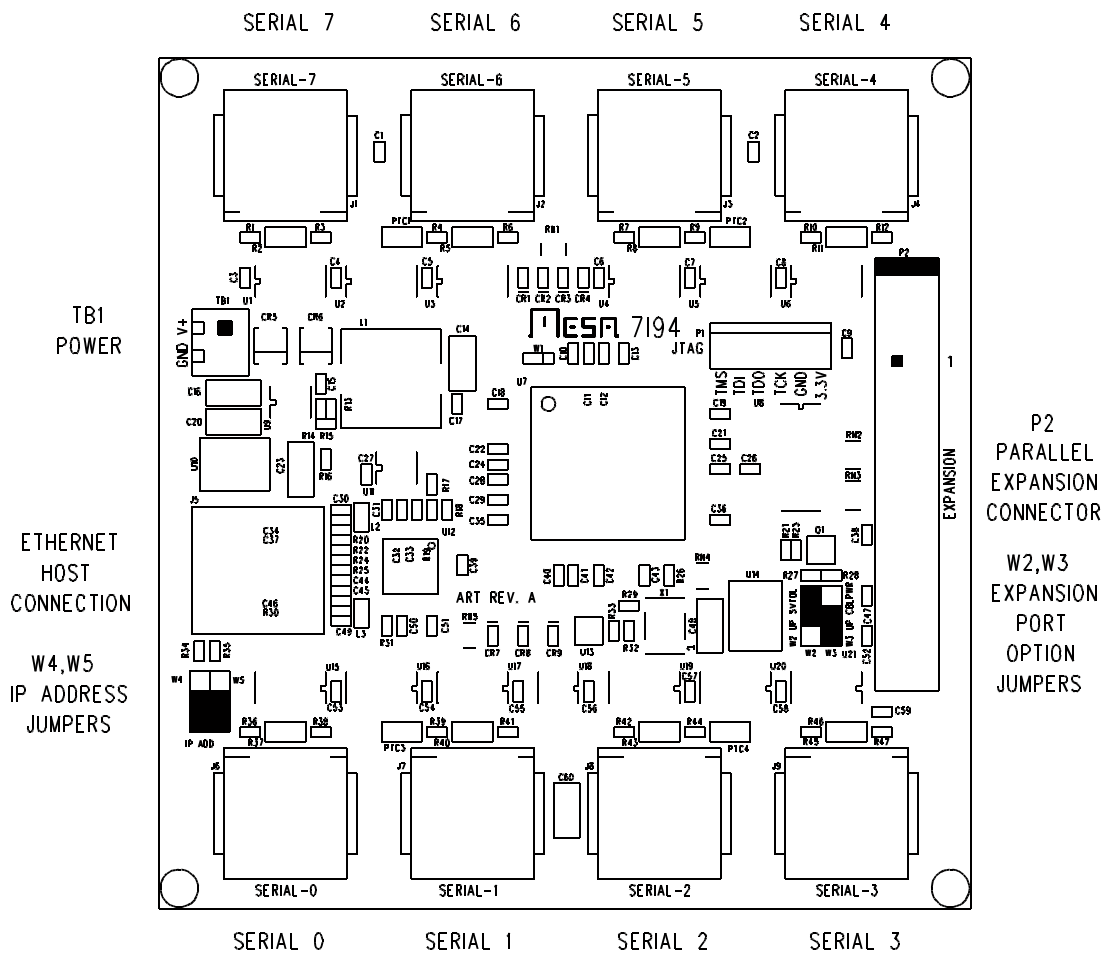 SERIAL 7 SERIAL 6 SERIAL 5 SERIAL 4
SERIAL-7 SERIAL-6 SERIAL-5 SERIAL-4
C1 C2
J1 J2 J3 J4
R1 R3 PTC1 R4 R6 R7 R9 PTC2 R10 R12
R2 R5 RN1 R8 R11
P2
C3 C4 C5 C6 C7 C8
U1 U2 U3 CR1 CR2 CR3 CR4 U4 U5 U6
TB1
POWER
TB1
GND V+
CR5 CR6 L1 C14
MESA 7I94
W1 C10 C13
P1
JTAG
C9
TMS TDI TDO TCK GND 3.3V
U8
1
C16 C15 R13 U7 C11 C12
C18 C17 C19
C20 U9 R15
R14
U10 C23 R16 C27 U11 R17
C22 C24 C28 C29 C35
C21 C25 C26 C36
RN2
RN3
EXPANSION
P2
PARALLEL
EXPANSION
CONNECTOR
J5 C30 L2 C31 R18 U12
C34
C37
R20
R22
R24
R25
C44
C45
C32 C33 R19 C39
R21 R23 Q1 C38
ETHERNET
HOST
CONNECTION
C46
R30
C49 L3 R31 C50 C51
ART REV. A
RN5 CR7 CR8 CR9
C40 C41 C42 C43 R26 RN4 U14
R29 X1 R33 R32 U13 C48 1
R27 R28
W2 UP 5VTOL
W3 UP CBLPWR
C47
W2 W3 U21 C52
W2,W3
EXPANSION
PORT
OPTION
JUMPERS
W4,W5
IP ADDRESS
JUMPERS
R34 R35
W4 W5
IP ADD
U15 U16 U17 U18 U19 U20
C53 C54 C55 C56 C57 C58
C59
R36 R38 PTC3 R39 R41 R42 R44 PTC4 R46 R47
R37 R40 R43 R45
J6 J7 J8 J9
C60
SERIAL-0 SERIAL-1 SERIAL-2 SERIAL-3
SERIAL 0 SERIAL 1 SERIAL 2 SERIAL 3